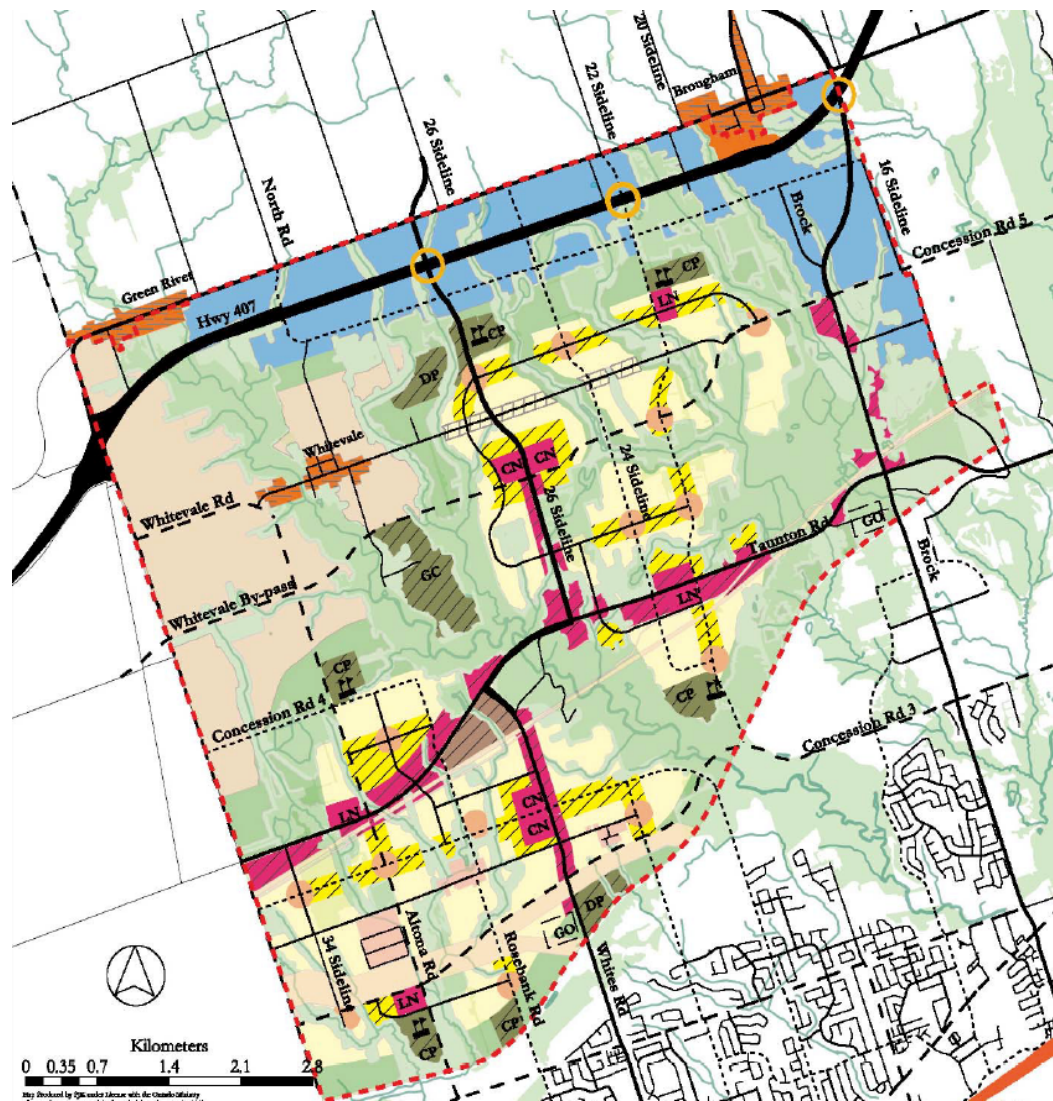 20 Sideline
22 Sideline
Brougham
26 Sideline
16 Sideline
North Rd
Brock
Concession Rd 5
Green River
Hwy 407
CP
LN
CP
DP
Whitevale
CN
CN
24 Sideline
26 Sideline
Whitevale Rd
GO
Taunton Rd
Brock
GC
LN
Whitevale By-pass
CP
CP
Concession Rd 4
Concession Rd 3
CN
LN
CN
DP
GO
34 Sideline
Altona Rd
Rosebank Rd
Whites Rd
LN
CP
CP
Kilometers
0 0.35 0.7 1.4 2.1 2.8